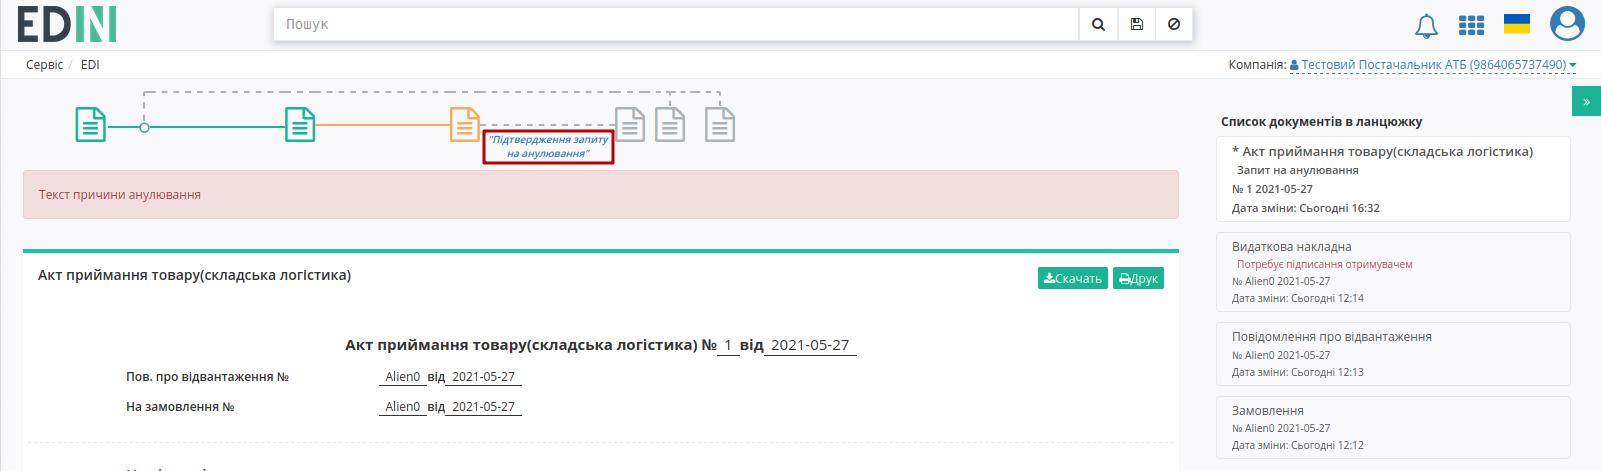 EDIN
Пошук
Сервіс / EDI
Компанія: Тестовий Постачальник АТБ (9864065737490)
»
"Підтвердження запиту
на анулювання"
Текст причини анулювання
Акт приймання товару(складська логістика)
Скачать
Друк
Акт приймання товару(складська логістика) № 1 від 2021-05-27
Пов. про відвантаження № Alien0 від 2021-05-27
На замовлення № Alien0 від 2021-05-27
Список документів в ланцюжку
* Акт приймання товару(складська логістика)
Запит на анулювання
№ 1 2021-05-27
Дата зміни: Сьогодні 16:32
Видаткова накладна
Потребує підписання отримувачем
№ Alien0 2021-05-27
Дата зміни: Сьогодні 12:14
Повідомлення про відвантаження
№ Alien0 2021-05-27
Дата зміни: Сьогодні 12:13
Замовлення
№ Alien0 2021-05-27
Дата зміни: Сьогодні 12:12